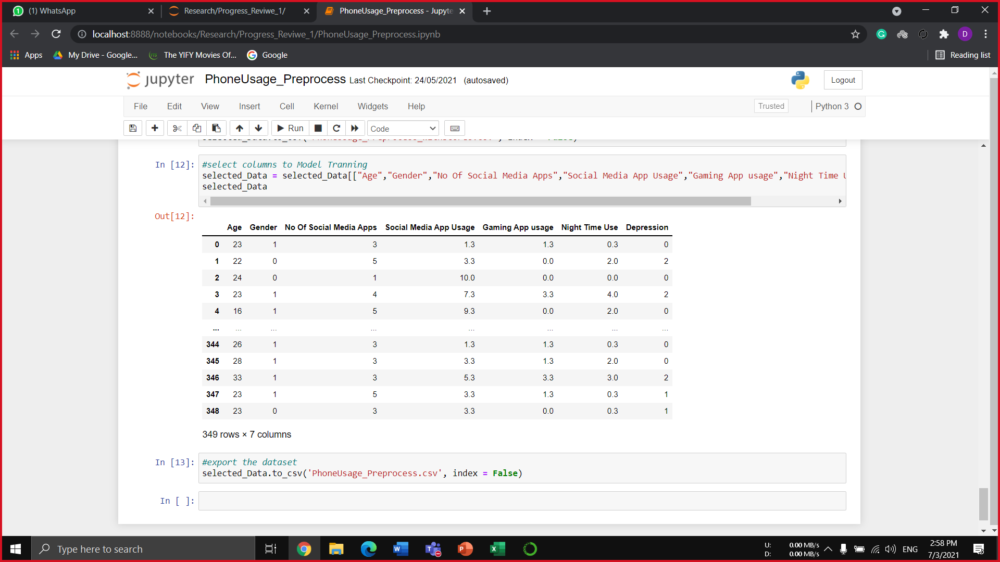 (1) WhatsApp
Research/Progress_Reviwe_1/
PhoneUsage_Preprocess - Jupyte
localhost:8888/notebooks/Research/Progress_Reviwe_1/PhoneUsage_Preprocess.ipynb
D
Apps
My Drive - Google...
The YIFY Movies Of...
Google
Reading list
jupyter PhoneUsage_Preprocess Last Checkpoint: 24/05/2021 (autosaved)
Logout
File Edit View Insert Cell Kernel Widgets Help
Trusted
Python 3
Run
Code
In [12]:
#select columns to Model Tranning
selected_Data = selected_Data[["Age","Gender","No Of Social Media Apps","Social Media App Usage","Gaming App usage","Night Time U
selected_Data
Out[12]:
Age Gender No Of Social Media Apps Social Media App Usage Gaming App usage Night Time Use Depression
0 23 1 3 1.3 1.3 0.3 0
1 22 0 5 3.3 0.0 2.0 2
2 24 0 1 10.0 0.0 0.0 0
3 23 1 4 7.3 3.3 4.0 2
4 16 1 5 9.3 0.0 2.0 0
... ... ... ... ... ... ... ...
344 26 1 3 1.3 1.3 0.3 0
345 28 1 3 3.3 1.3 2.0 0
346 33 1 3 5.3 3.3 3.0 2
347 23 1 5 3.3 1.3 0.3 1
348 23 0 3 3.3 0.0 0.3 1
349 rows × 7 columns
In [13]:
#export the dataset
selected_Data.to_csv('PhoneUsage_Preprocess.csv', index = False)
In [ ]:
Type here to search
U: 0.00 MB/s
D: 0.00 MB/s
ENG
2:58 PM
7/3/2021